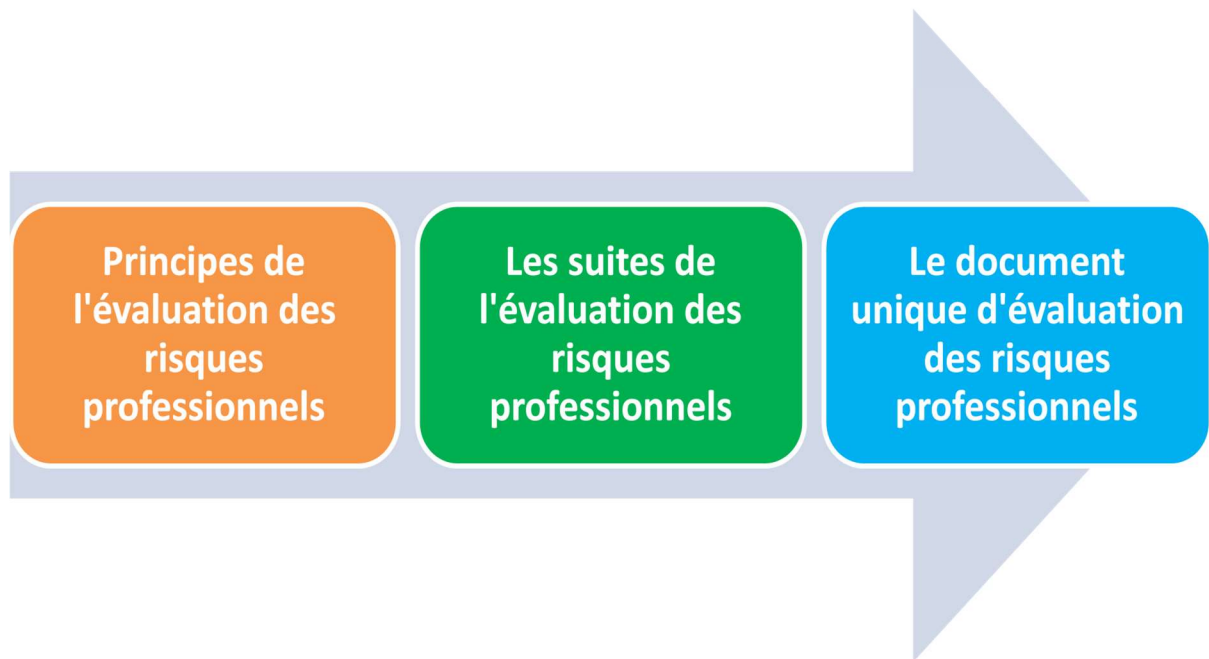 Principes de
l'évaluation des
risques
professionnels
Les suites de
l'évaluation des
risques
professionnels
Le document
unique d'évaluation
des risques
professionnels